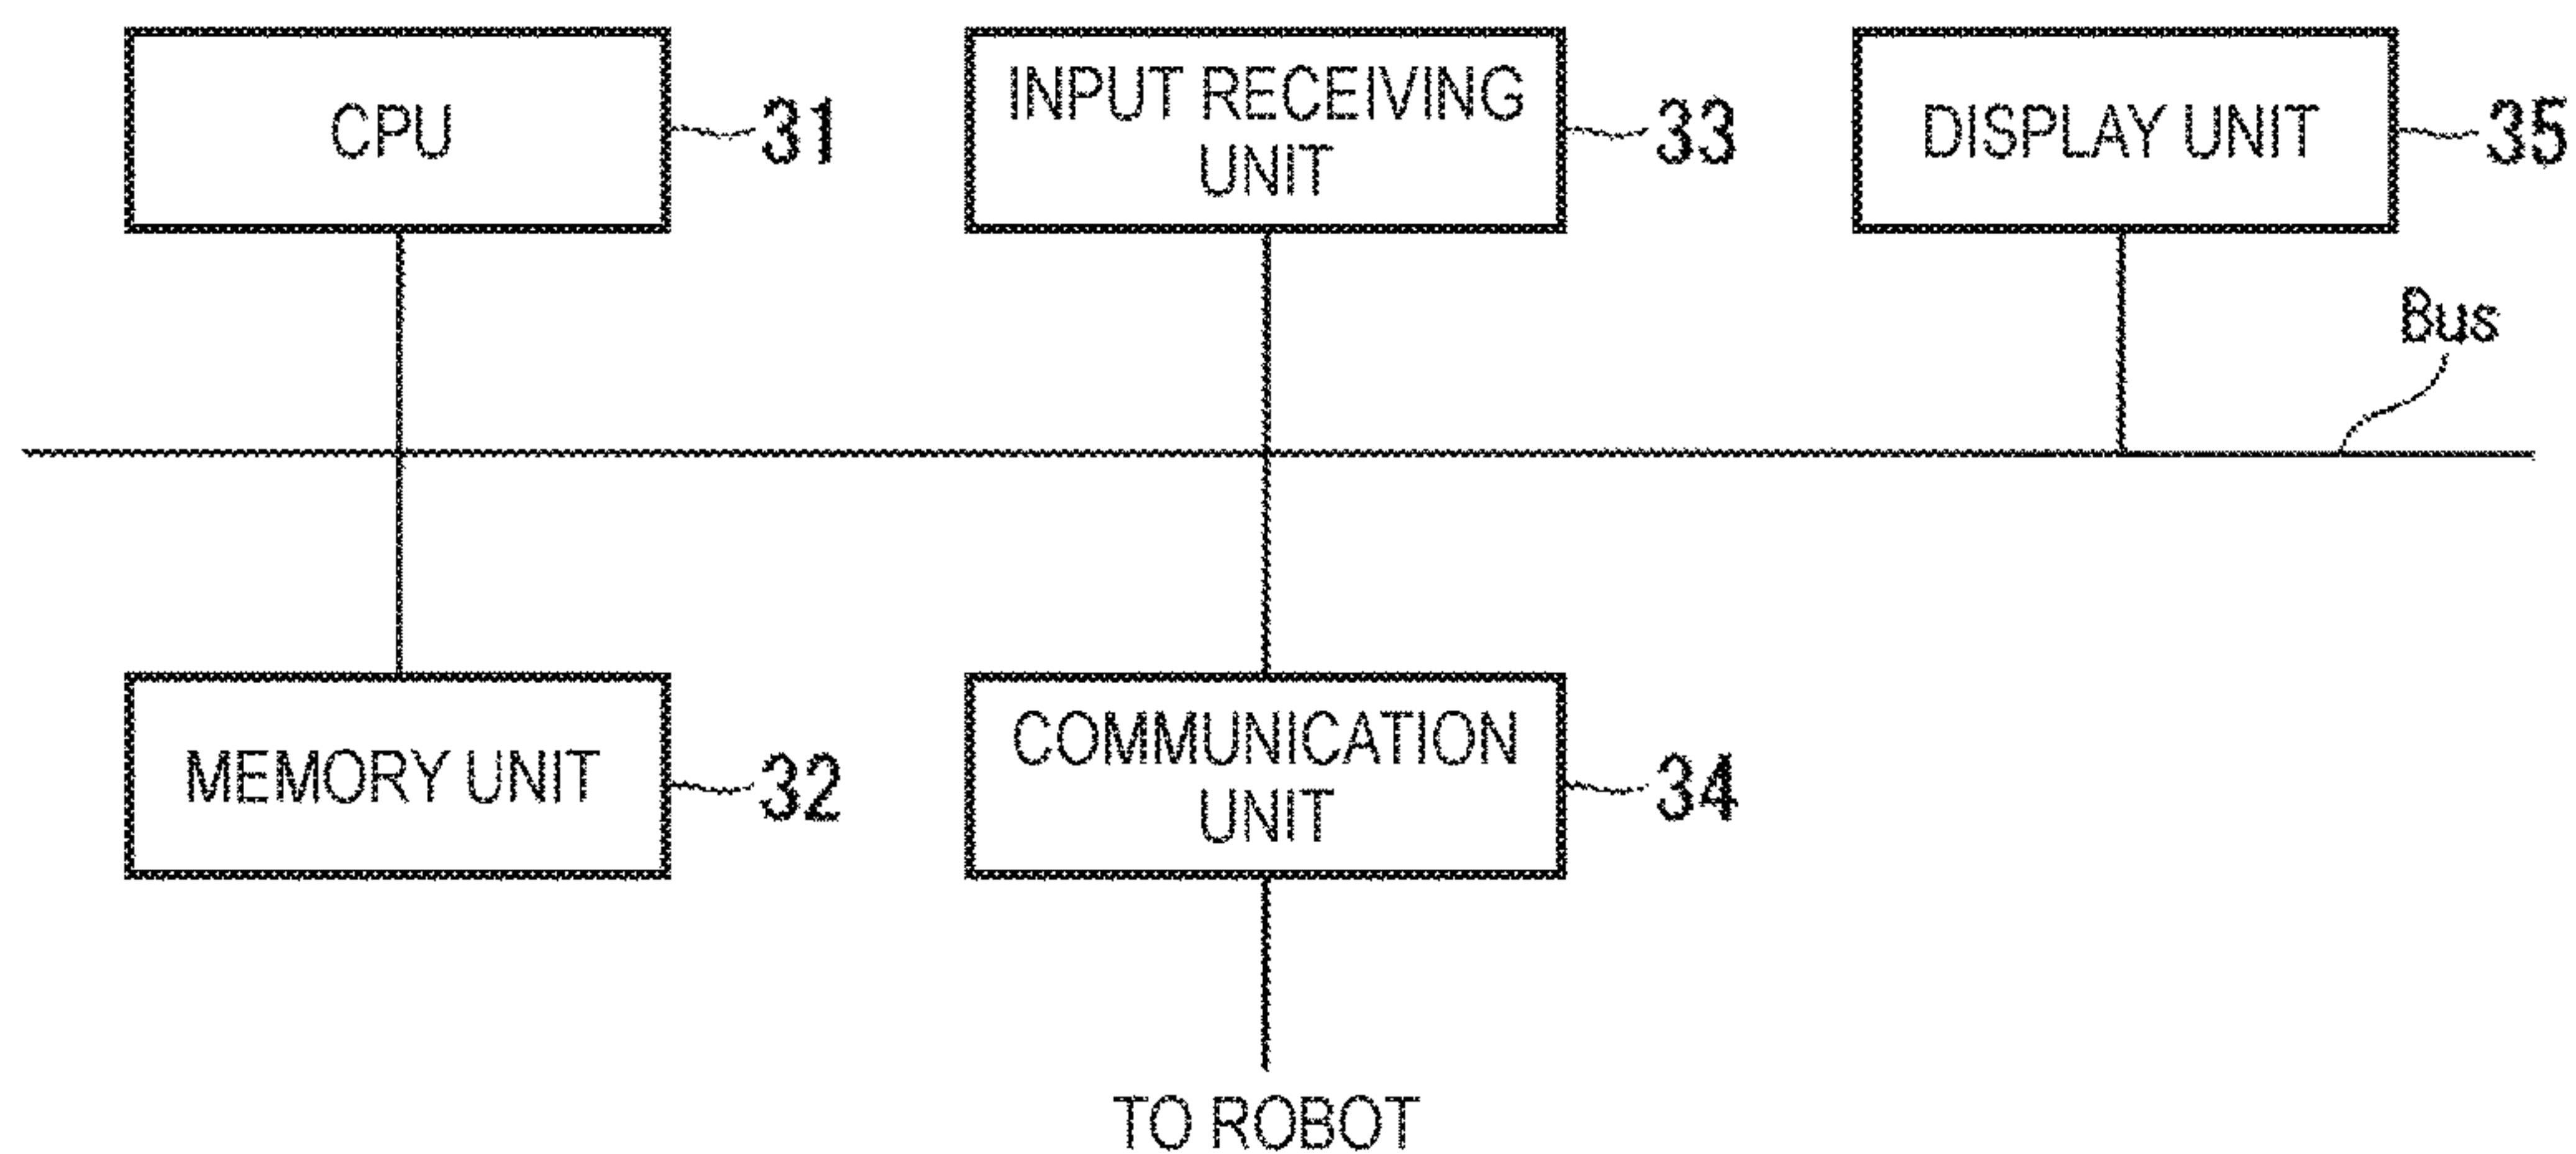 CPU
31
INPUT RECEIVING
UNIT
33
DISPLAY UNIT
35
Bus
MEMORY UNIT
32
COMMUNICATION
UNIT
34
TO ROBOT